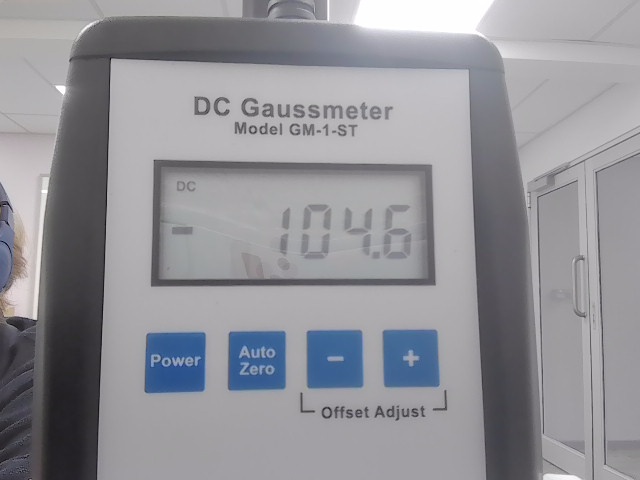 DC Gaussmeter
Model GM-1-ST
DC
- 104.6
Power
Auto
Zero
-
+
Offset Adjust